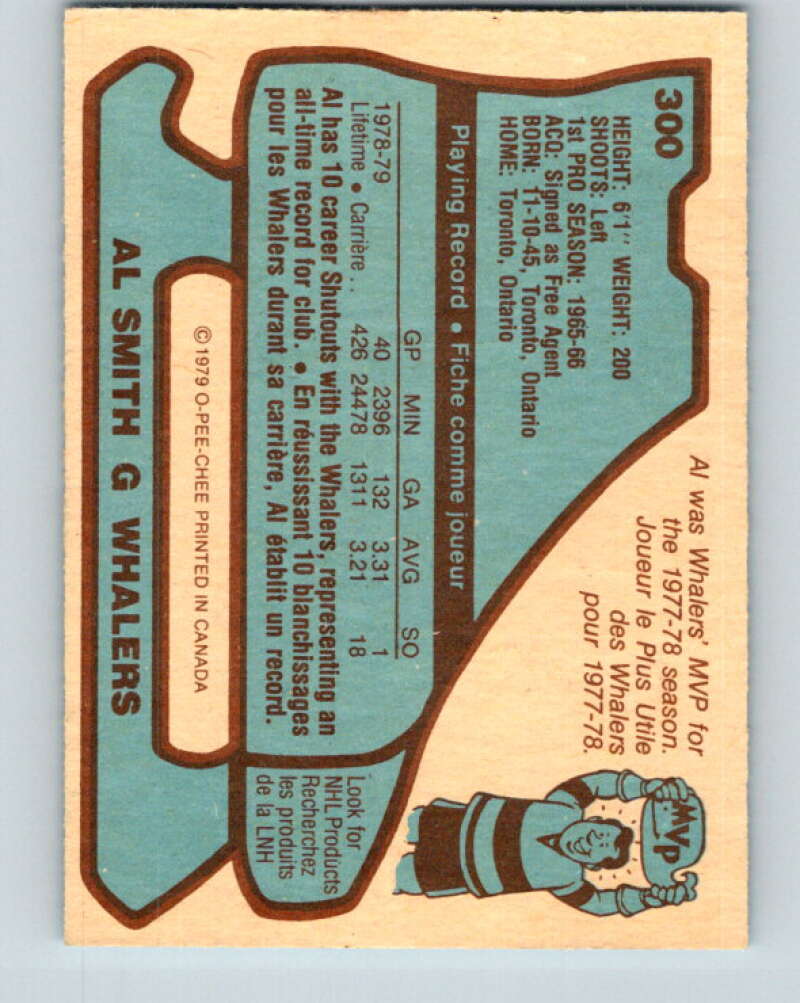 300
HEIGHT: 6'1" WEIGHT: 200
SHOOTS: Left
1st PRO SEASON: 1965-66
ACQ: Signed as Free Agent
BORN: 11-10-45, Toronto, Ontario
HOME: Toronto, Ontario
Al was Whalers' MVP for
the 1977-78 season.
Joueur le Plus Utile
des Whalers
pour 1977-78.
MVP
Playing Record • Fiche comme joueur
GP MIN GA AVG SO
1978-79 40 2396 132 3.31 1
Lifetime • Carrière .. 426 24478 1311 3.21 18
Al has 10 career Shutouts with the Whalers, representing an
all-time record for club. • En réussissant 10 blanchissages
pour les Whalers durant sa carrière, Al établit un record.
Look for
NHL Products
Recherchez
les produits
de la LNH
© 1979 O-PEE-CHEE PRINTED IN CANADA
AL SMITH G WHALERS